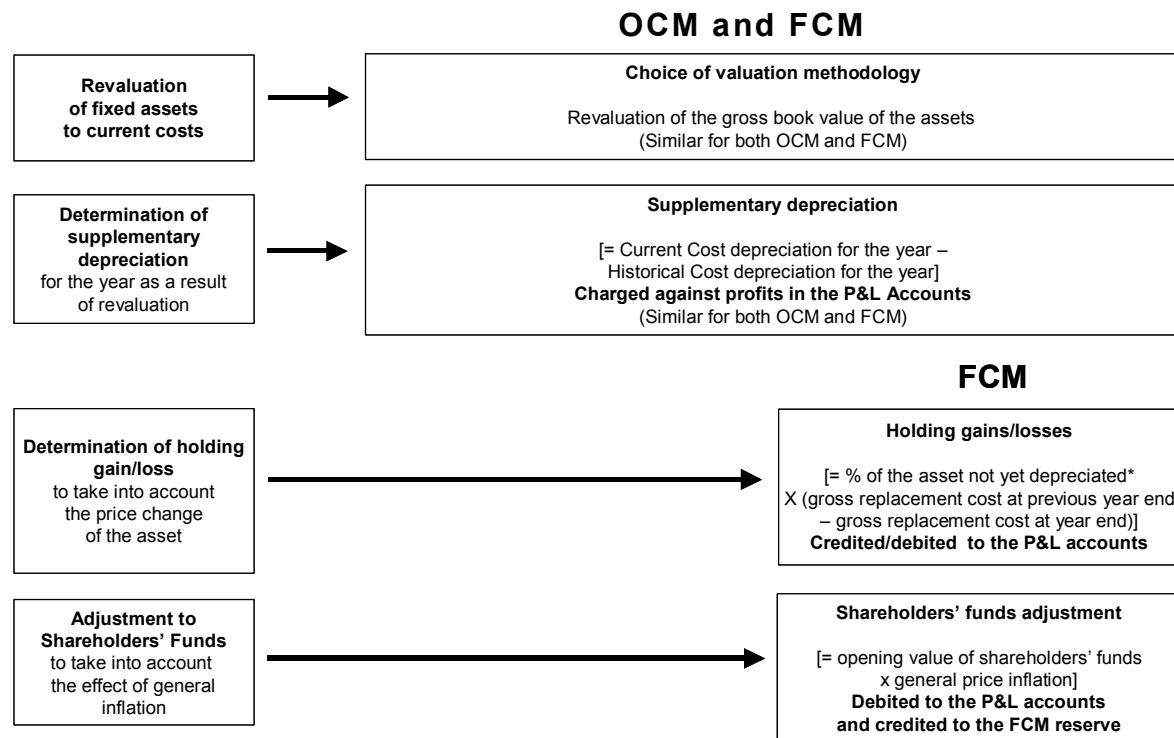 OCM and FCM
Revaluation
of fixed assets
to current costs
Choice of valuation methodology
Revaluation of the gross book value of the assets
(Similar for both OCM and FCM)
Determination of
supplementary
depreciation
for the year as a result
of revaluation
Supplementary depreciation
[= Current Cost depreciation for the year –
Historical Cost depreciation for the year]
Charged against profits in the P&L Accounts
(Similar for both OCM and FCM)
FCM
Determination of holding
gain/loss
to take into account
the price change
of the asset
Holding gains/losses
[= % of the asset not yet depreciated*
X (gross replacement cost at previous year end
– gross replacement cost at year end)]
Credited/debited to the P&L accounts
Adjustment to
Shareholders' Funds
to take into account
the effect of general
inflation
Shareholders' funds adjustment
[= opening value of shareholders' funds
x general price inflation]
Debited to the P&L accounts
and credited to the FCM reserve